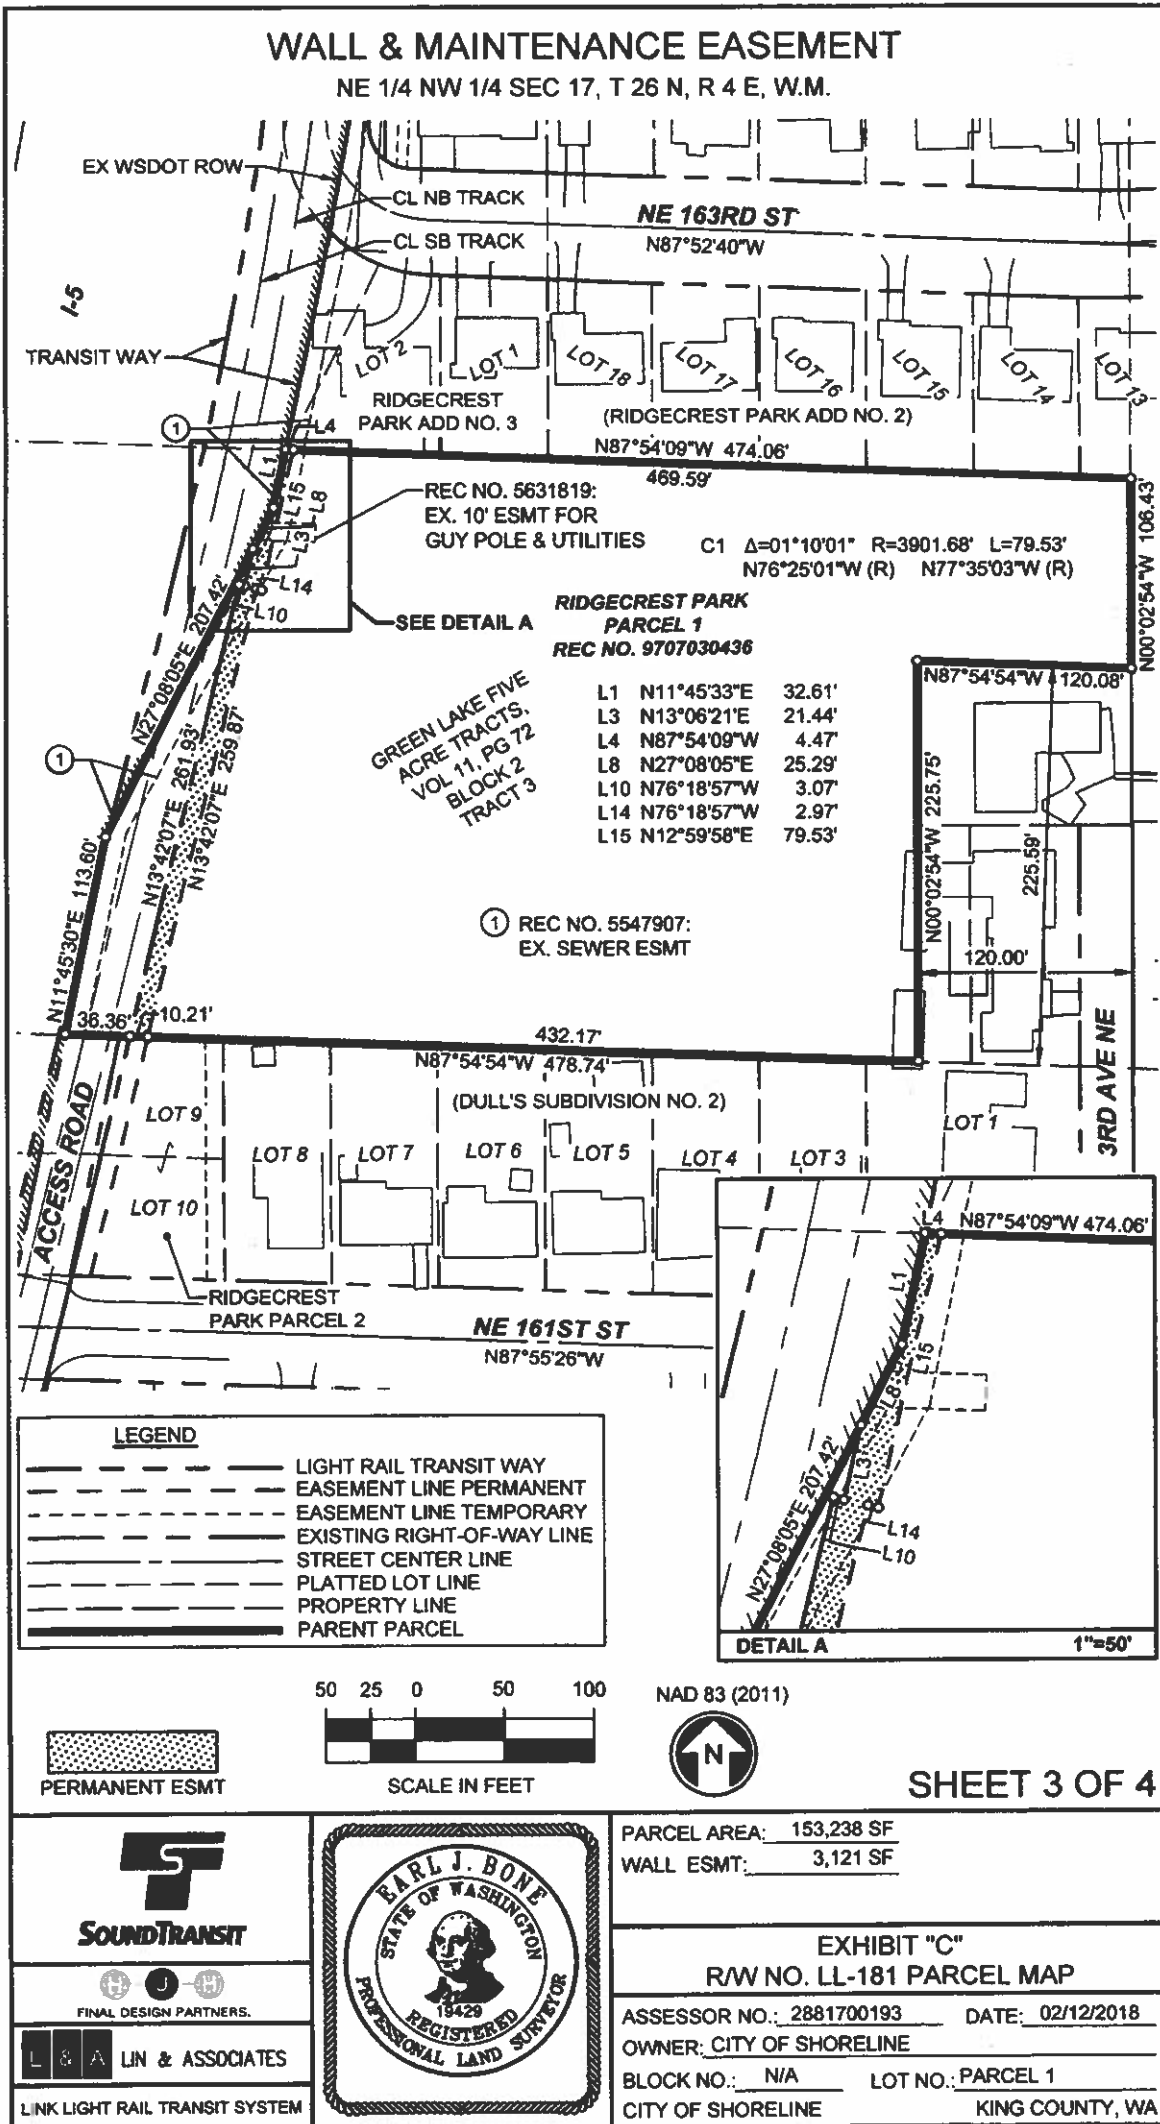 WALL & MAINTENANCE EASEMENT
NE 1/4 NW 1/4 SEC 17, T 26 N, R 4 E, W.M.
EX WSDOT ROW
CL NB TRACK
NE 163RD ST
CL SB TRACK
N87°52'40"W
I-5
TRANSIT WAY
LOT 2
LOT 1
LOT 18
LOT 17
LOT 16
LOT 15
LOT 14
LOT 13
RIDGECREST
PARK ADD NO. 3
(RIDGECREST PARK ADD NO. 2)
1
L4
N87°54'09"W 474.06'
469.59'
L1
L15
L8
L3
L14
L10
REC NO. 5631819:
EX. 10' ESMT FOR
GUY POLE & UTILITIES
C1 Δ=01°10'01" R=3901.68' L=79.53'
N76°25'01"W (R) N77°35'03"W (R)
N00°02'54"W 106.43'
SEE DETAIL A
RIDGECREST PARK
PARCEL 1
REC NO. 9707030436
N27°08'05"E 207.42'
N87°54'54"W 120.08'
GREEN LAKE FIVE
ACRE TRACTS,
VOL 11, PG 72
BLOCK 2
TRACT 3
L1 N11°45'33"E 32.61'
L3 N13°06'21"E 21.44'
L4 N87°54'09"W 4.47'
L8 N27°08'05"E 25.29'
L10 N76°18'57"W 3.07'
L14 N76°18'57"W 2.97'
L15 N12°59'58"E 79.53'
1
N13°42'07"E 261.93'
N13°42'07"E 259.87
N00°02'54"W 225.75'
225.59'
N11°45'30"E 113.60'
1 REC NO. 5547907:
EX. SEWER ESMT
120.00'
36.36'
10.21'
432.17'
N87°54'54"W 478.74'
(DULL'S SUBDIVISION NO. 2)
3RD AVE NE
ACCESS ROAD
LOT 9
LOT 8
LOT 7
LOT 6
LOT 5
LOT 4
LOT 3
LOT 1
LOT 10
RIDGECREST
PARK PARCEL 2
NE 161ST ST
N87°55'26"W
L4
N87°54'09"W 474.06'
L1
L15
L8
L3
N27°08'05"E 207.42'
L14
L10
DETAIL A 1"=50'
LEGEND
LIGHT RAIL TRANSIT WAY
EASEMENT LINE PERMANENT
EASEMENT LINE TEMPORARY
EXISTING RIGHT-OF-WAY LINE
STREET CENTER LINE
PLATTED LOT LINE
PROPERTY LINE
PARENT PARCEL
50 25 0 50 100
SCALE IN FEET
NAD 83 (2011)
N
PERMANENT ESMT
SHEET 3 OF 4
SOUNDTRANSIT
H J H
FINAL DESIGN PARTNERS.
L & A LIN & ASSOCIATES
LINK LIGHT RAIL TRANSIT SYSTEM
EARL J. BONE
STATE OF WASHINGTON
19429
REGISTERED
PROFESSIONAL LAND SURVEYOR
PARCEL AREA: 153,238 SF
WALL ESMT: 3,121 SF
EXHIBIT "C"
R/W NO. LL-181 PARCEL MAP
ASSESSOR NO.: 2881700193 DATE: 02/12/2018
OWNER: CITY OF SHORELINE
BLOCK NO.: N/A LOT NO.: PARCEL 1
CITY OF SHORELINE KING COUNTY, WA